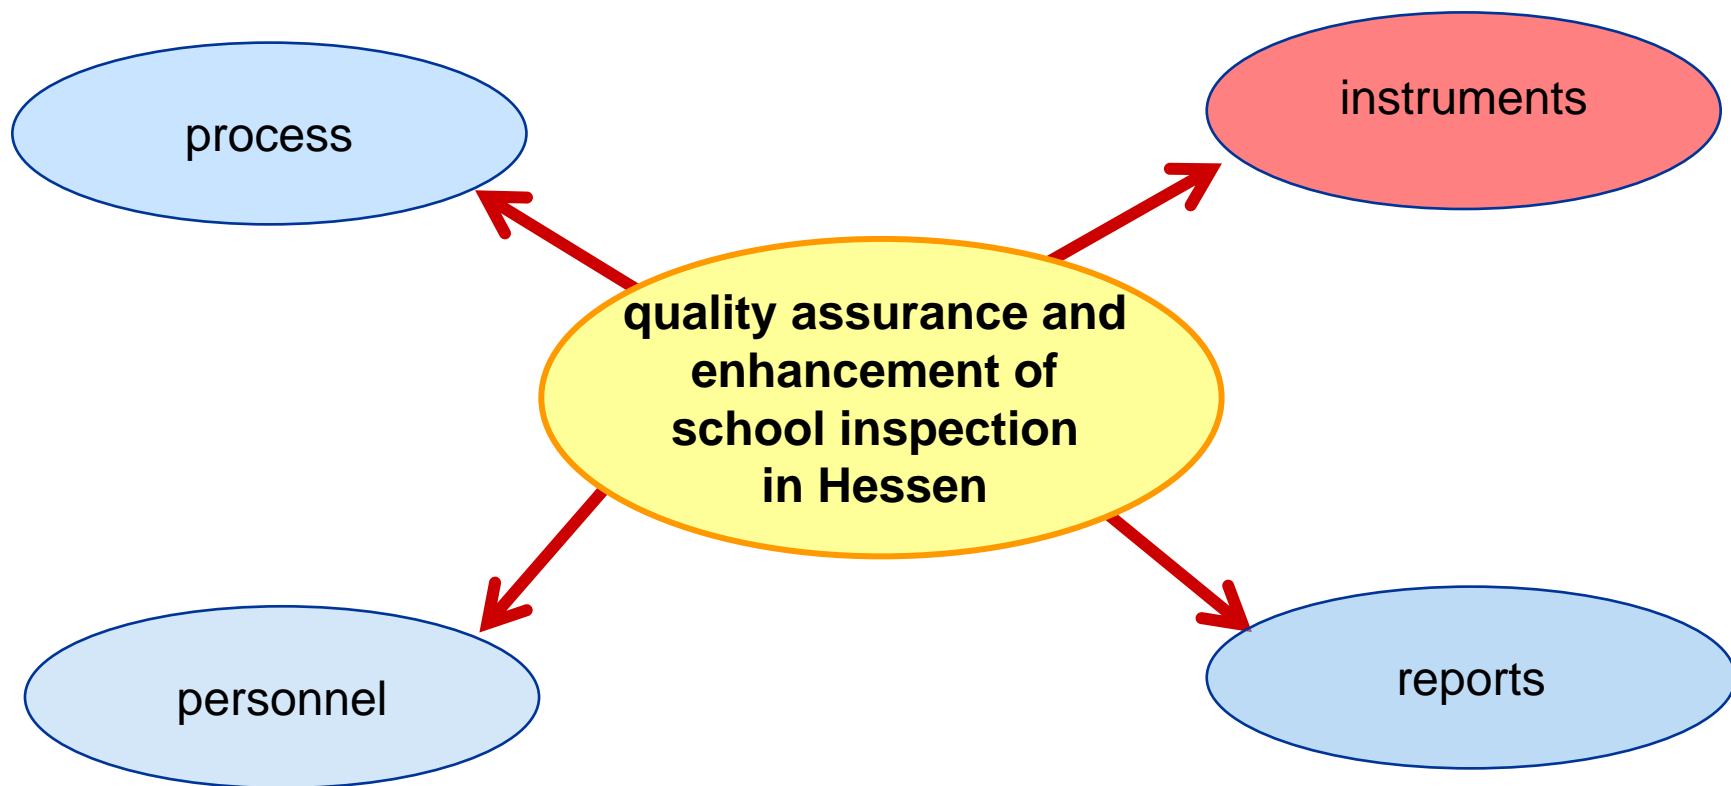 process
instruments
quality assurance and
enhancement of
school inspection
in Hessen
personnel
reports